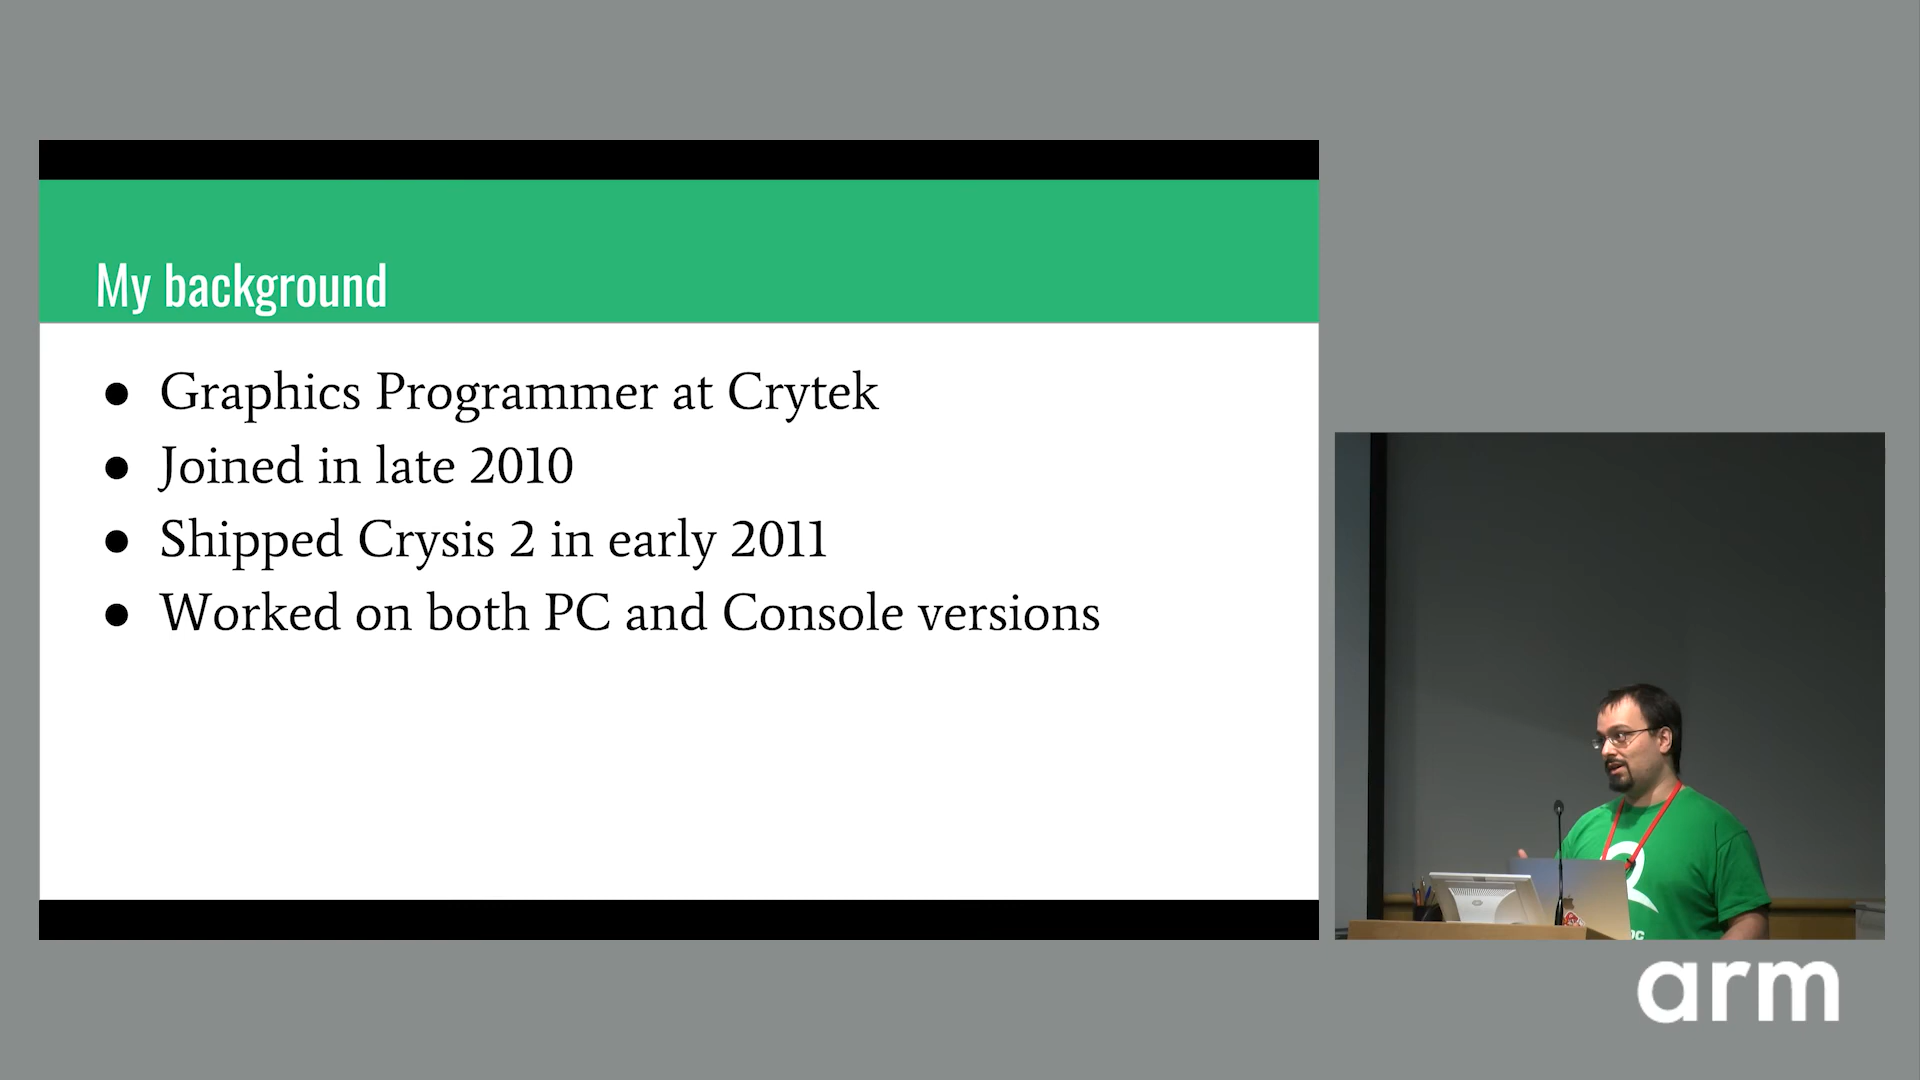 My background
Graphics Programmer at Crytek
Joined in late 2010
Shipped Crysis 2 in early 2011
Worked on both PC and Console versions
arm